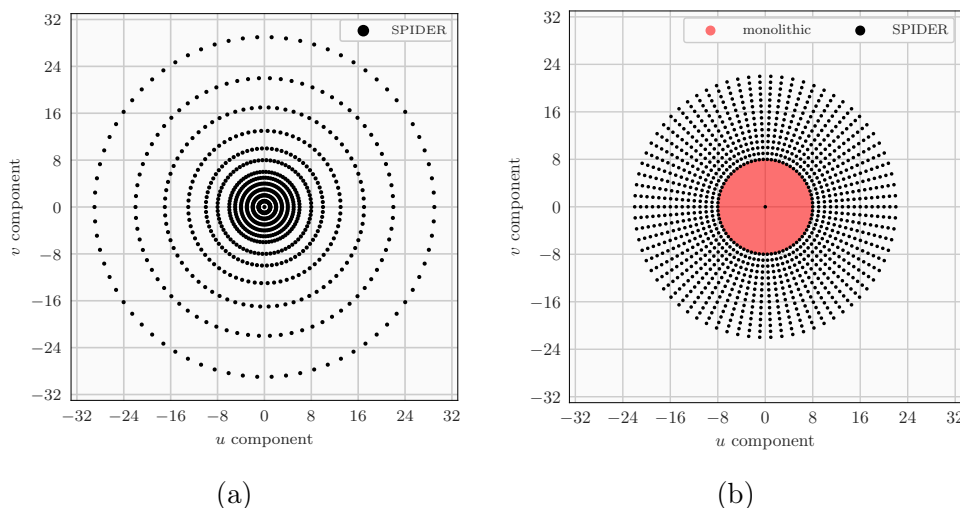 SPIDER
32
24
16
8
0
−8
−16
−24
−32
v component
−32 −24 −16 −8 0 8 16 24 32
u component
(a)
monolithic SPIDER
32
24
16
8
0
−8
−16
−24
−32
v component
−32 −24 −16 −8 0 8 16 24 32
u component
(b)